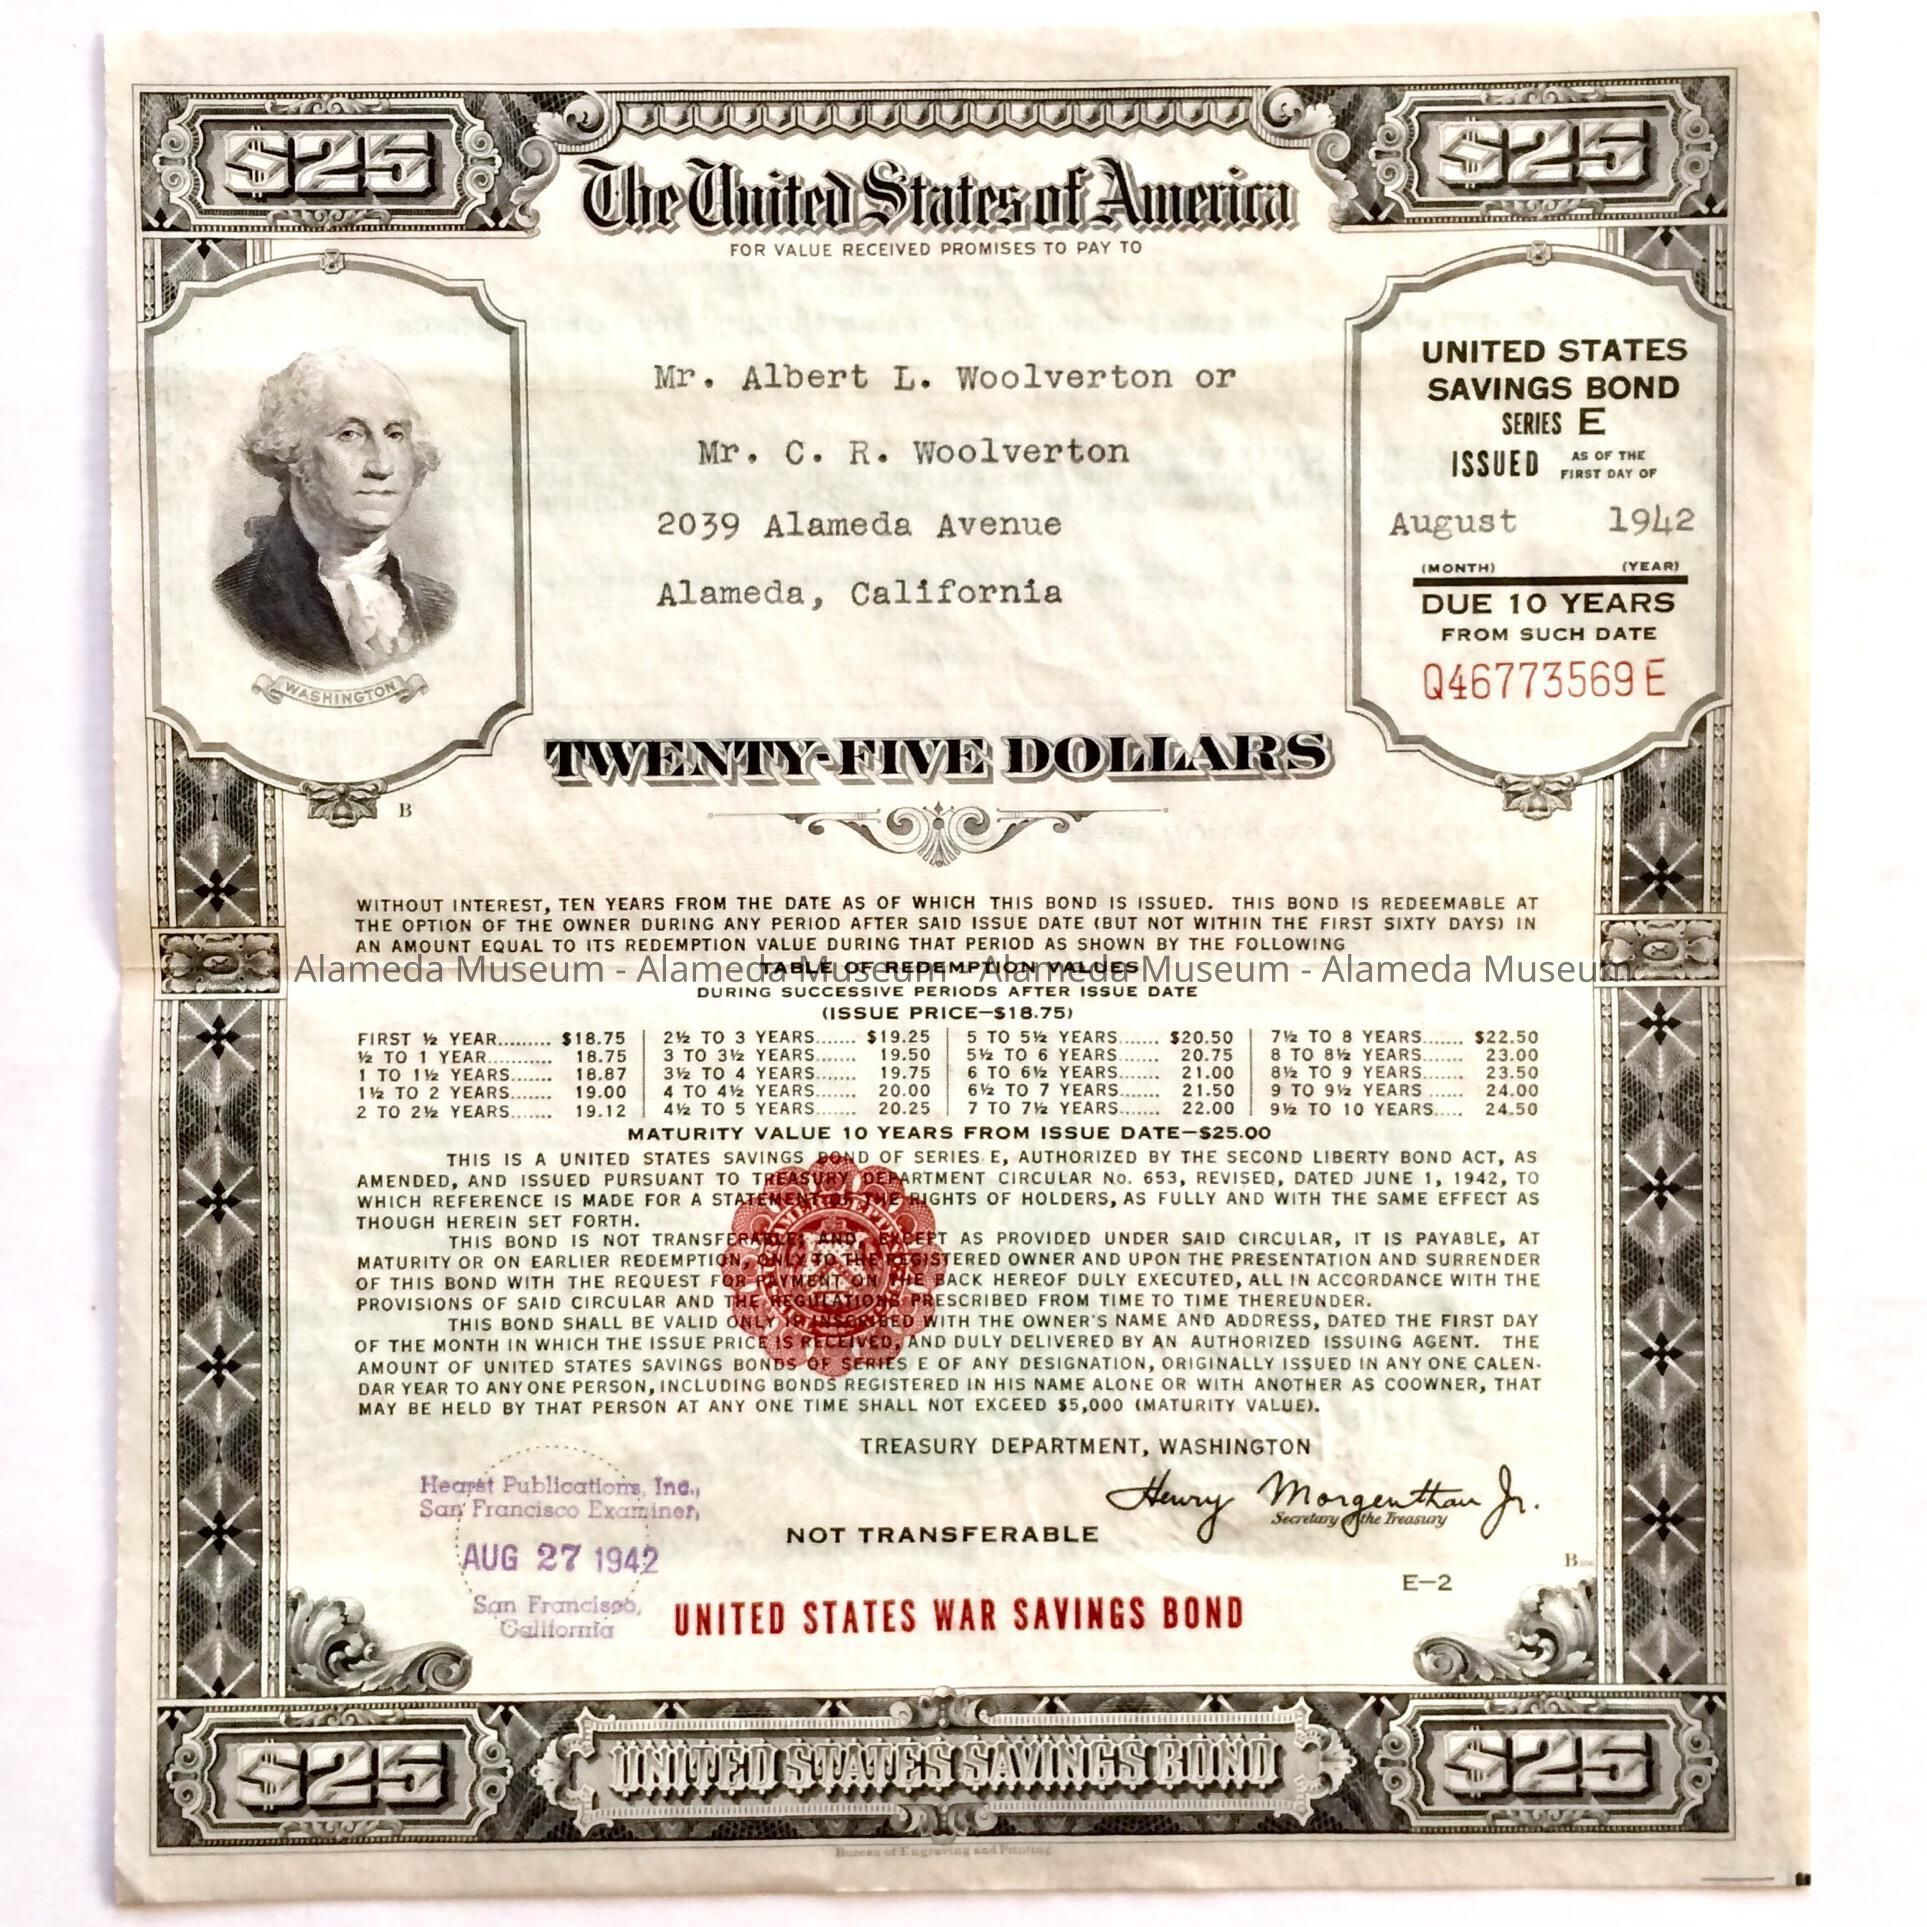 $25
$25
The United States of America
FOR VALUE RECEIVED PROMISES TO PAY TO
Mr. Albert L. Woolverton or
Mr. C. R. Woolverton
2039 Alameda Avenue
Alameda, California
WASHINGTON
UNITED STATES
SAVINGS BOND
SERIES E
ISSUED AS OF THE FIRST DAY OF
August 1942
(MONTH) (YEAR)
DUE 10 YEARS
FROM SUCH DATE
Q46773569E
TWENTY-FIVE DOLLARS
B
WITHOUT INTEREST, TEN YEARS FROM THE DATE AS OF WHICH THIS BOND IS ISSUED. THIS BOND IS REDEEMABLE AT
THE OPTION OF THE OWNER DURING ANY PERIOD AFTER SAID ISSUE DATE (BUT NOT WITHIN THE FIRST SIXTY DAYS) IN
AN AMOUNT EQUAL TO ITS REDEMPTION VALUE DURING THAT PERIOD AS SHOWN BY THE FOLLOWING
Alameda Museum - Alameda Museum - Alameda Museum - Alameda Museum
TABLE OF REDEMPTION VALUES
DURING SUCCESSIVE PERIODS AFTER ISSUE DATE
(ISSUE PRICE—$18.75)
FIRST ½ YEAR......... $18.75 | 2½ TO 3 YEARS....... $19.25 | 5 TO 5½ YEARS....... $20.50 | 7½ TO 8 YEARS....... $22.50
½ TO 1 YEAR........... 18.75 | 3 TO 3½ YEARS....... 19.50 | 5½ TO 6 YEARS....... 20.75 | 8 TO 8½ YEARS....... 23.00
1 TO 1½ YEARS....... 18.87 | 3½ TO 4 YEARS....... 19.75 | 6 TO 6½ YEARS....... 21.00 | 8½ TO 9 YEARS....... 23.50
1½ TO 2 YEARS....... 19.00 | 4 TO 4½ YEARS....... 20.00 | 6½ TO 7 YEARS....... 21.50 | 9 TO 9½ YEARS ...... 24.00
2 TO 2½ YEARS....... 19.12 | 4½ TO 5 YEARS....... 20.25 | 7 TO 7½ YEARS....... 22.00 | 9½ TO 10 YEARS..... 24.50
MATURITY VALUE 10 YEARS FROM ISSUE DATE—$25.00
THIS IS A UNITED STATES SAVINGS BOND OF SERIES E, AUTHORIZED BY THE SECOND LIBERTY BOND ACT, AS
AMENDED, AND ISSUED PURSUANT TO TREASURY DEPARTMENT CIRCULAR No. 653, REVISED, DATED JUNE 1, 1942, TO
WHICH REFERENCE IS MADE FOR A STATEMENT OF THE RIGHTS OF HOLDERS, AS FULLY AND WITH THE SAME EFFECT AS
THOUGH HEREIN SET FORTH.
THIS BOND IS NOT TRANSFERABLE; AND, EXCEPT AS PROVIDED UNDER SAID CIRCULAR, IT IS PAYABLE, AT
MATURITY OR ON EARLIER REDEMPTION, ONLY TO THE REGISTERED OWNER AND UPON THE PRESENTATION AND SURRENDER
OF THIS BOND WITH THE REQUEST FOR PAYMENT ON THE BACK HEREOF DULY EXECUTED, ALL IN ACCORDANCE WITH THE
PROVISIONS OF SAID CIRCULAR AND THE REGULATIONS PRESCRIBED FROM TIME TO TIME THEREUNDER.
THIS BOND SHALL BE VALID ONLY IF INSCRIBED WITH THE OWNER'S NAME AND ADDRESS, DATED THE FIRST DAY
OF THE MONTH IN WHICH THE ISSUE PRICE IS RECEIVED, AND DULY DELIVERED BY AN AUTHORIZED ISSUING AGENT. THE
AMOUNT OF UNITED STATES SAVINGS BONDS OF SERIES E OF ANY DESIGNATION, ORIGINALLY ISSUED IN ANY ONE CALEN-
DAR YEAR TO ANY ONE PERSON, INCLUDING BONDS REGISTERED IN HIS NAME ALONE OR WITH ANOTHER AS COOWNER, THAT
MAY BE HELD BY THAT PERSON AT ANY ONE TIME SHALL NOT EXCEED $5,000 (MATURITY VALUE).
TREASURY DEPARTMENT, WASHINGTON
Henry Morgenthau Jr.
Secretary of the Treasury
Hearst Publications, Inc.,
San Francisco Examiner,
AUG 27 1942
San Francisco,
California
NOT TRANSFERABLE
B
E—2
UNITED STATES WAR SAVINGS BOND
$25
UNITED STATES SAVINGS BOND
$25
Bureau of Engraving and Printing